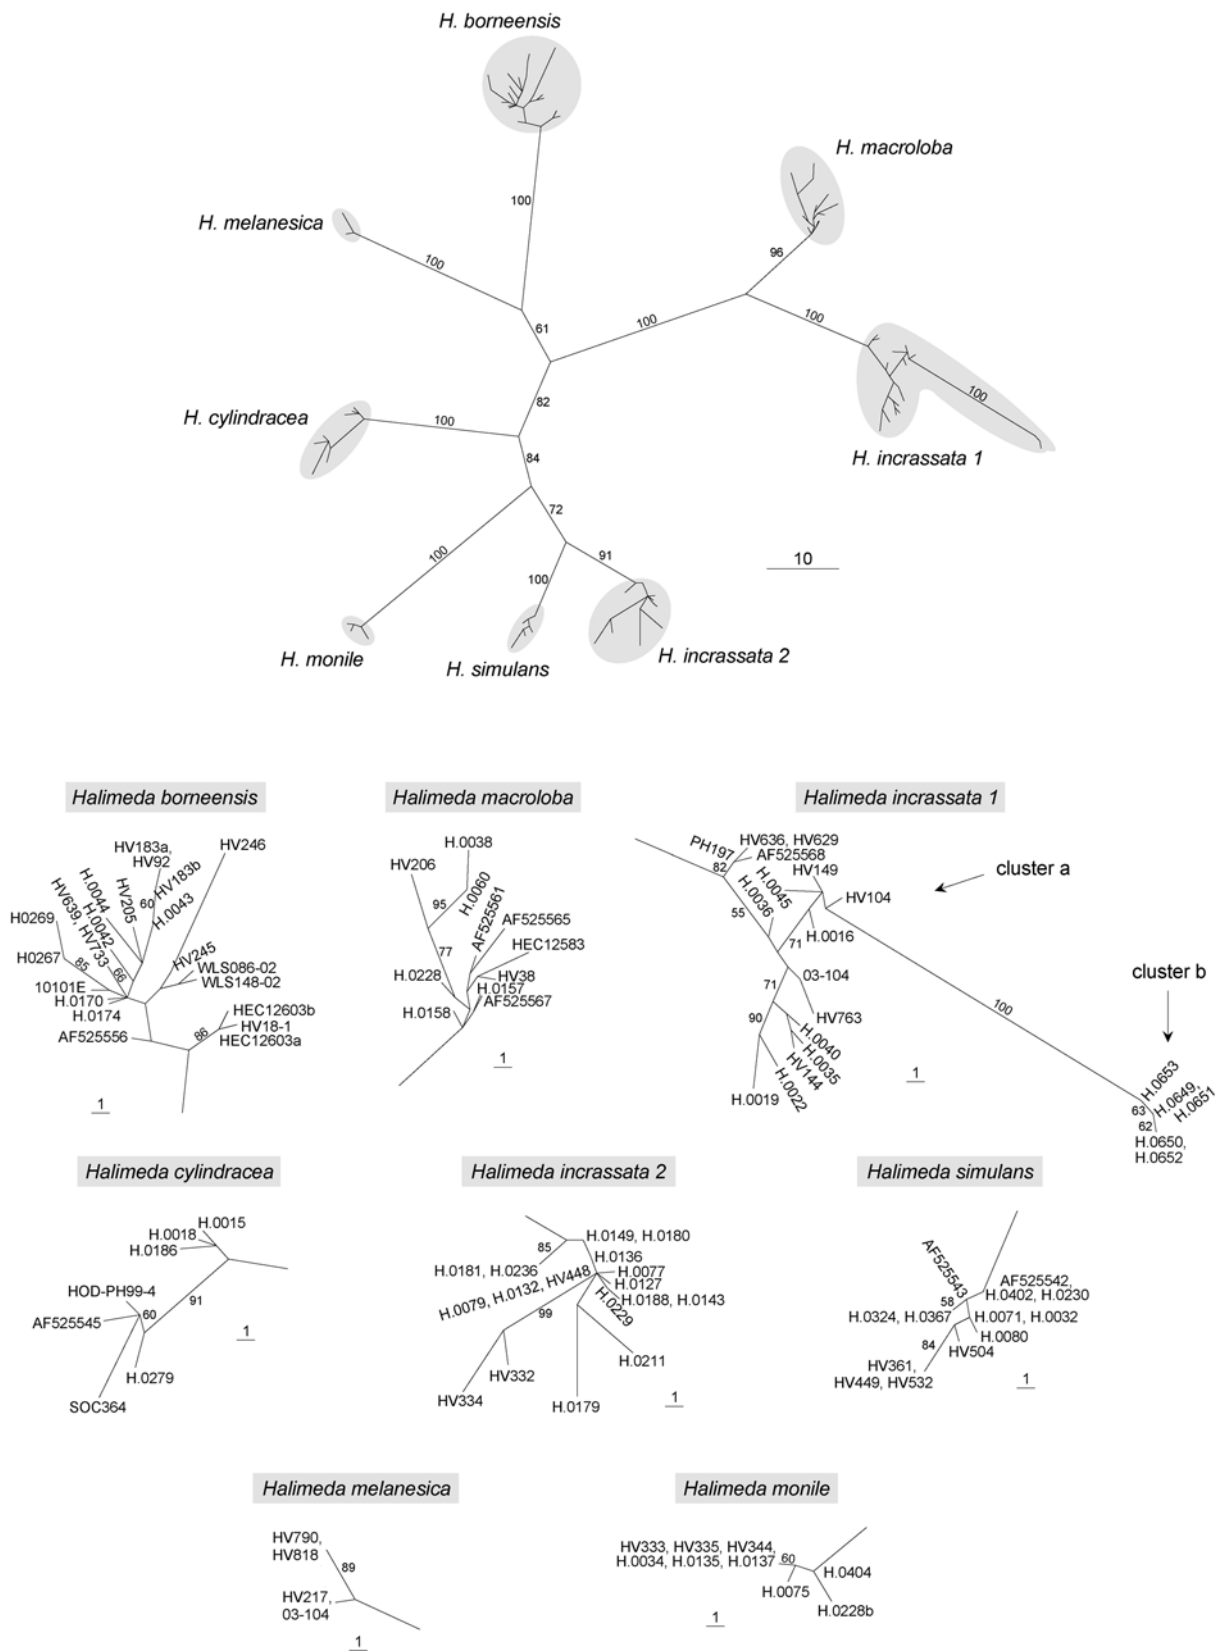 H. borneensis
H. macroloba
100
H. melanesica
96
100
100
100
61
82
H. cylindracea
100
100
84
H. incrassata 1
72
100
91
10
100
H. monile
H. simulans
H. incrassata 2
Halimeda borneensis
HV183a,
HV92
HV246
H.0044
HV639, HV733
H.0042
HV205
60
HV183b
H.0043
H0269
H0267
85
66
HV245
WLS086-02
WLS148-02
10101E
H.0170
H.0174
AF525556
HEC12603b
86
HV18-1
HEC12603a
1
Halimeda macroloba
H.0038
HV206
95
H.0060
AF525561
AF525565
77
HEC12583
H.0228
HV38
H.0157
AF525567
H.0158
1
Halimeda incrassata 1
PH197
HV636, HV629
AF525568
82
HV149
H.0045
H.0036
HV104
cluster a
55
H.0016
71
03-104
71
HV763
90
H.0040
H.0035
HV144
H.0022
H.0019
1
100
cluster b
H.0653
H.0649,
H.0651
63
62
H.0650,
H.0652
Halimeda cylindracea
H.0015
H.0018
H.0186
HOD-PH99-4
60
91
AF525545
1
H.0279
SOC364
Halimeda incrassata 2
H.0149, H.0180
85
H.0136
H.0181, H.0236
H.0077
H.0127
H.0079, H.0132, HV448
H.0188, H.0143
99
H.0229
H.0211
HV332
HV334
H.0179
1
Halimeda simulans
AF525543
AF525542,
H.0402, H.0230
58
H.0324, H.0367
H.0071, H.0032
H.0080
84
HV504
HV361,
HV449, HV532
1
Halimeda melanesica
HV790,
HV818
89
HV217,
03-104
1
Halimeda monile
HV333, HV335, HV344,
H.0034, H.0135, H.0137
60
H.0404
H.0075
H.0228b
1